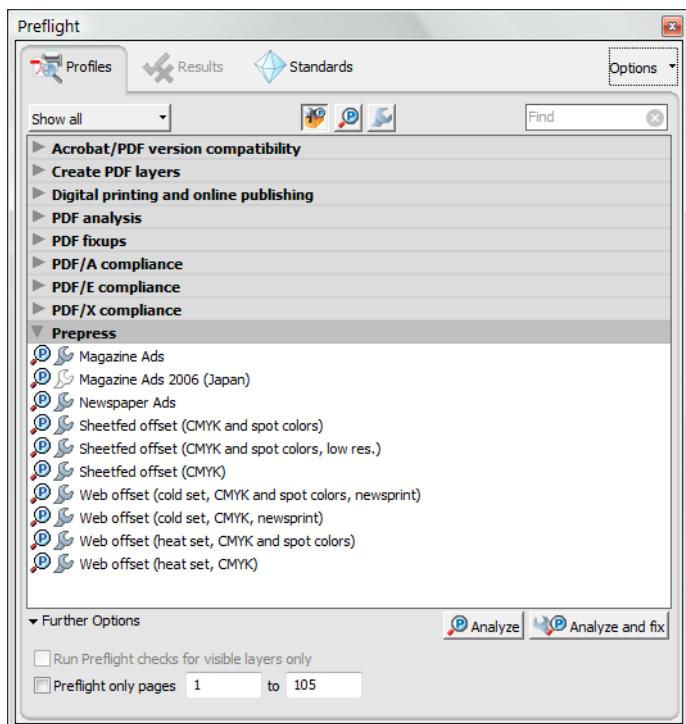 Preflight
Profiles Results Standards Options
Show all Find
Acrobat/PDF version compatibility
Create PDF layers
Digital printing and online publishing
PDF analysis
PDF fixups
PDF/A compliance
PDF/E compliance
PDF/X compliance
Prepress
Magazine Ads
Magazine Ads 2006 (Japan)
Newspaper Ads
Sheetfed offset (CMYK and spot colors)
Sheetfed offset (CMYK and spot colors, low res.)
Sheetfed offset (CMYK)
Web offset (cold set, CMYK and spot colors, newsprint)
Web offset (cold set, CMYK, newsprint)
Web offset (heat set, CMYK and spot colors)
Web offset (heat set, CMYK)
Further Options Analyze Analyze and fix
Run Preflight checks for visible layers only
Preflight only pages 1 to 105